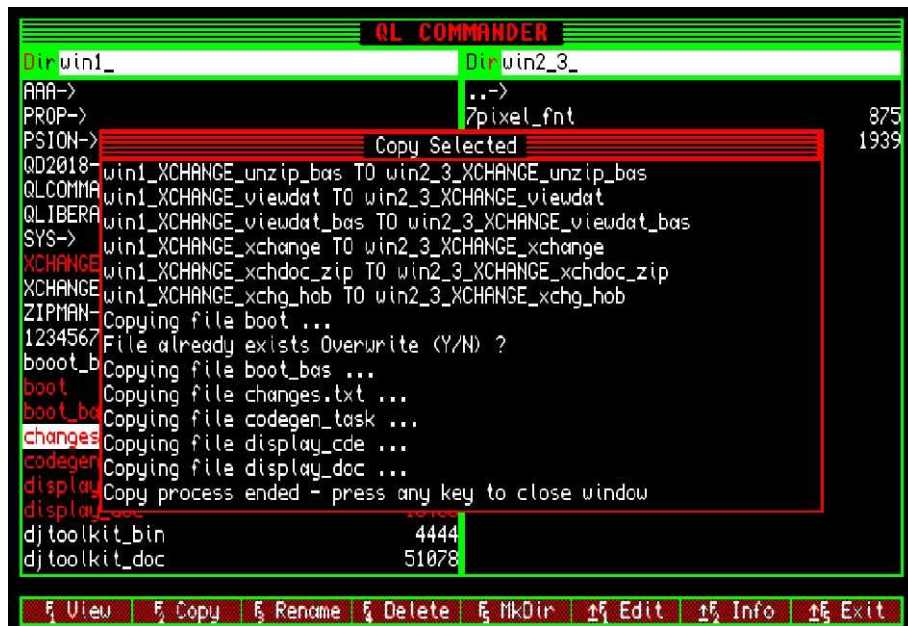 QL COMMANDER
Dir win1_
Dir win2_3_
AAA->
..->
PROP->
7pixel_fnt 875
PSION->
1939
Copy Selected
QD2018-
win1_XCHANGE_unzip_bas TO win2_3_XCHANGE_unzip_bas
QLCOMMA
win1_XCHANGE_viewdat TO win2_3_XCHANGE_viewdat
QLIBERA
win1_XCHANGE_viewdat_bas TO win2_3_XCHANGE_viewdat_bas
SYS->
win1_XCHANGE_xchange TO win2_3_XCHANGE_xchange
XCHANGE
win1_XCHANGE_xchdoc_zip TO win2_3_XCHANGE_xchdoc_zip
XCHANGE
win1_XCHANGE_xchg_hob TO win2_3_XCHANGE_xchg_hob
ZIPMAN-
Copying file boot ...
1234567
File already exists Overwrite (Y/N) ?
booot_b
Copying file boot_bas ...
boot
Copying file changes.txt ...
boot_ba
Copying file codegen_task ...
changes
Copying file display_cde ...
codegen
Copying file display_doc ...
display
Copy process ended - press any key to close window
display_doc
djtoolkit_bin 4444
djtoolkit_doc 51078
F1 View F2 Copy F3 Rename F4 Delete F5 MkDir ↑F1 Edit ↑F2 Info ↑F5 Exit